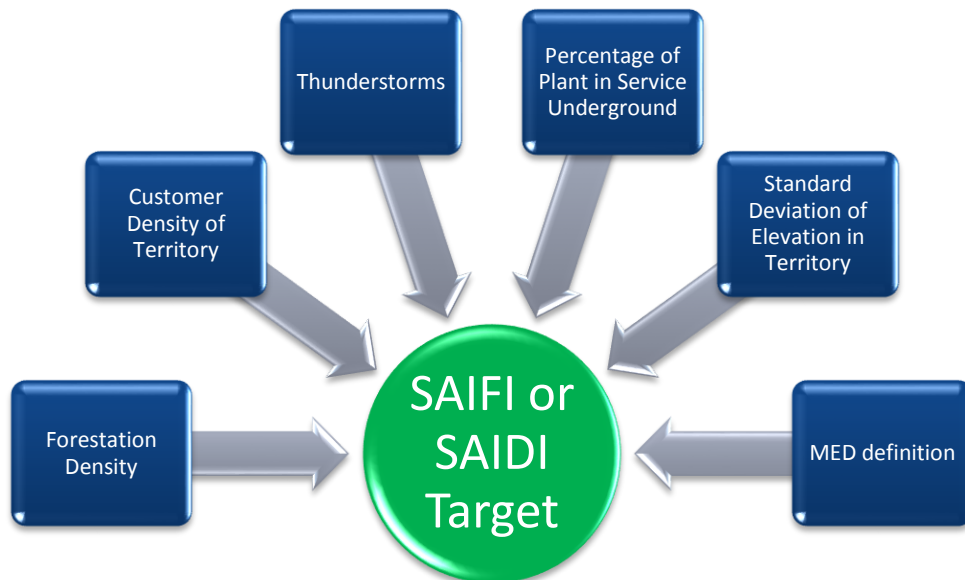 Thunderstorms
Percentage of
Plant in Service
Underground
Customer
Density of
Territory
Standard
Deviation of
Elevation in
Territory
Forestation
Density
SAIFI or
SAIDI
Target
MED definition